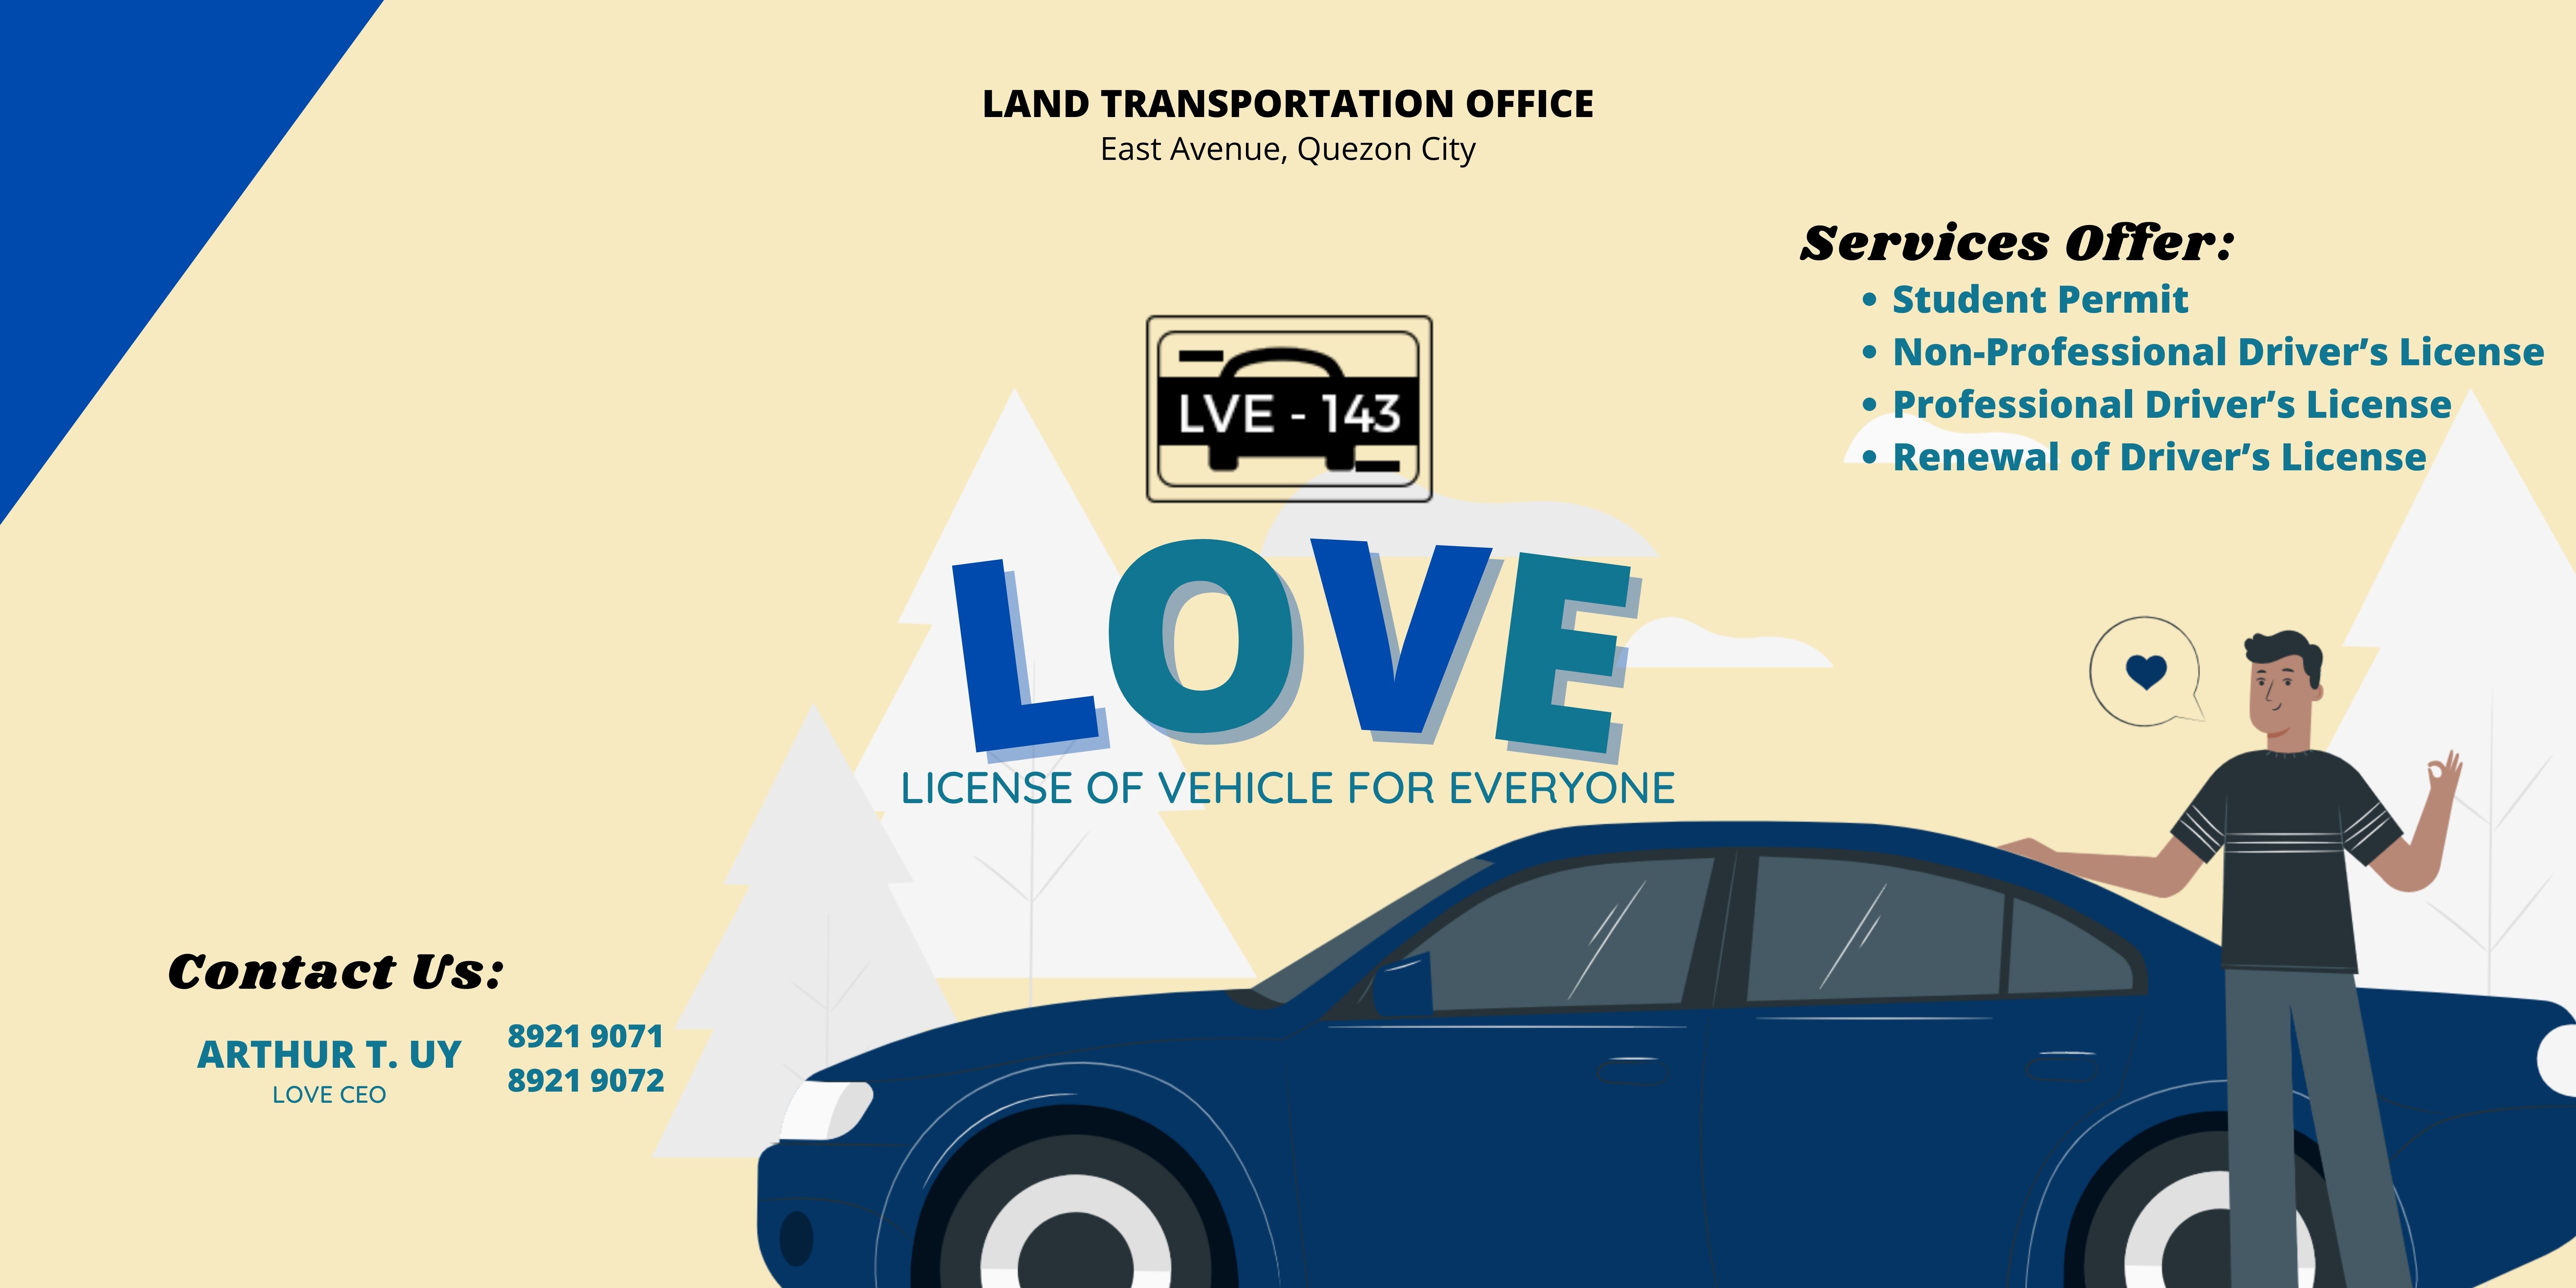 LAND TRANSPORTATION OFFICE
East Avenue, Quezon City
Services Offer:
• Student Permit
• Non-Professional Driver’s License
• Professional Driver’s License
• Renewal of Driver’s License
LVE - 143
LOVE
LICENSE OF VEHICLE FOR EVERYONE
Contact Us:
ARTHUR T. UY
LOVE CEO
8921 9071
8921 9072